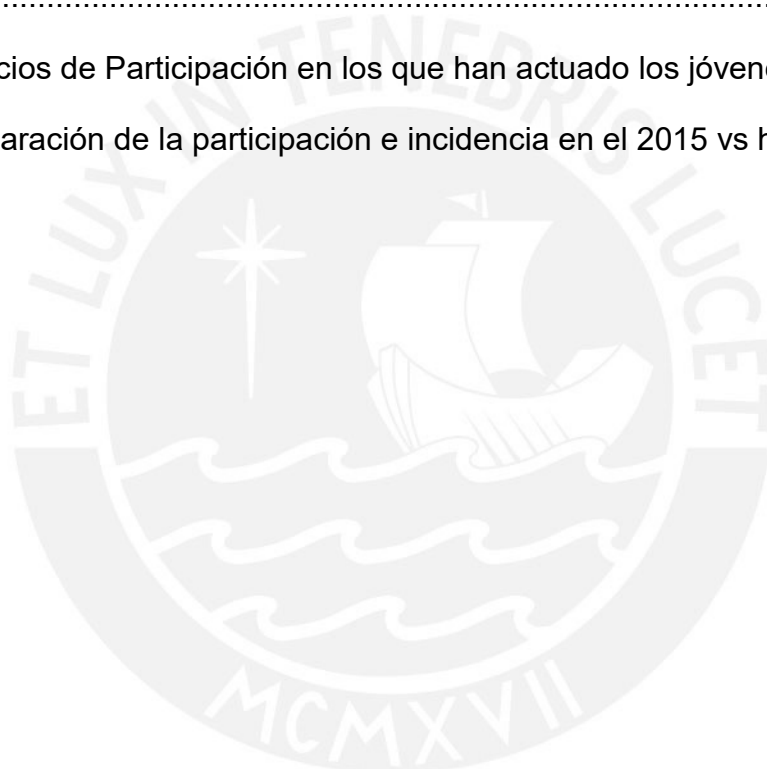 ................................................................................
cios de Participación en los que han actuado los jóven
aración de la participación e incidencia en el 2015 vs h
ET LUX IN TENEBRIS LUCET
MCMXVII